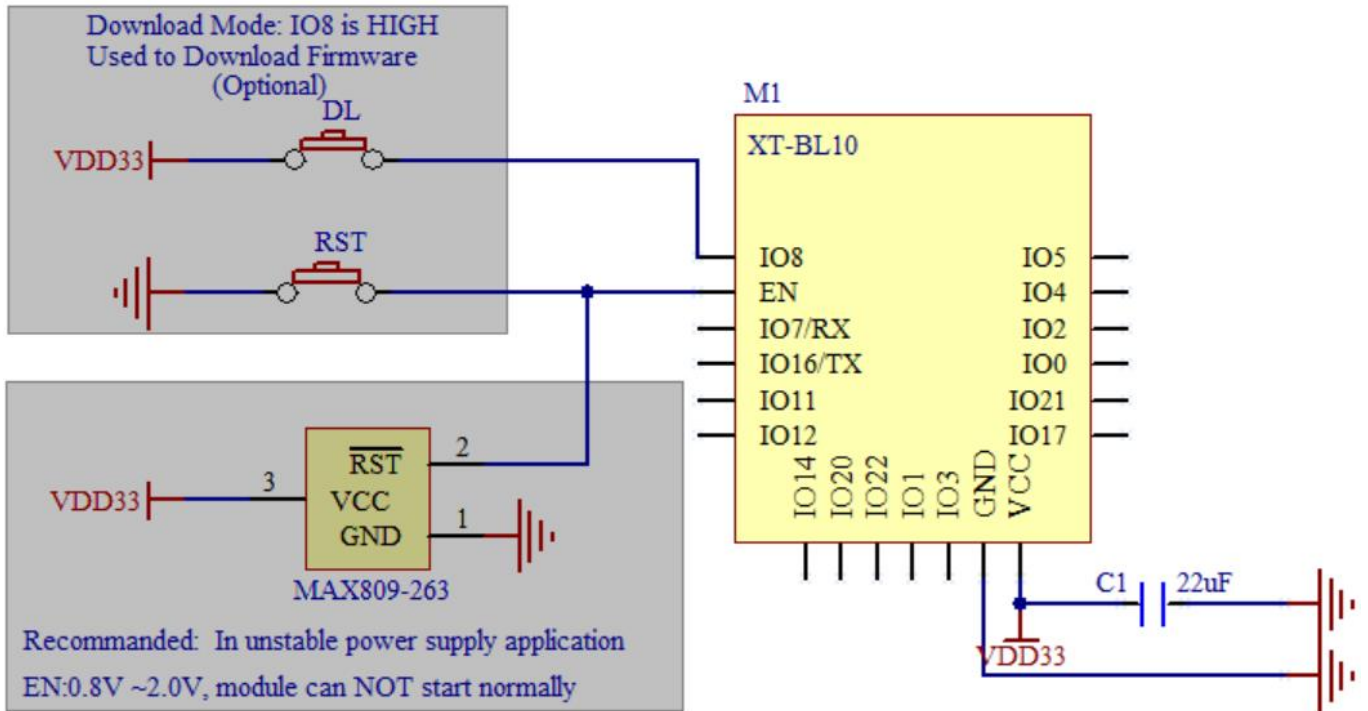 Download Mode: IO8 is HIGH
Used to Download Firmware
(Optional)
DL
VDD33
RST
M1
XT-BL10
IO8
EN
IO7/RX
IO16/TX
IO11
IO12
IO5
IO4
IO2
IO0
IO21
IO17
IO14
IO20
IO22
IO1
IO3
GND
VCC
VDD33
3
RST
VCC
GND
2
1
MAX809-263
Recommanded: In unstable power supply application
EN:0.8V ~2.0V, module can NOT start normally
C1
22uF
VDD33